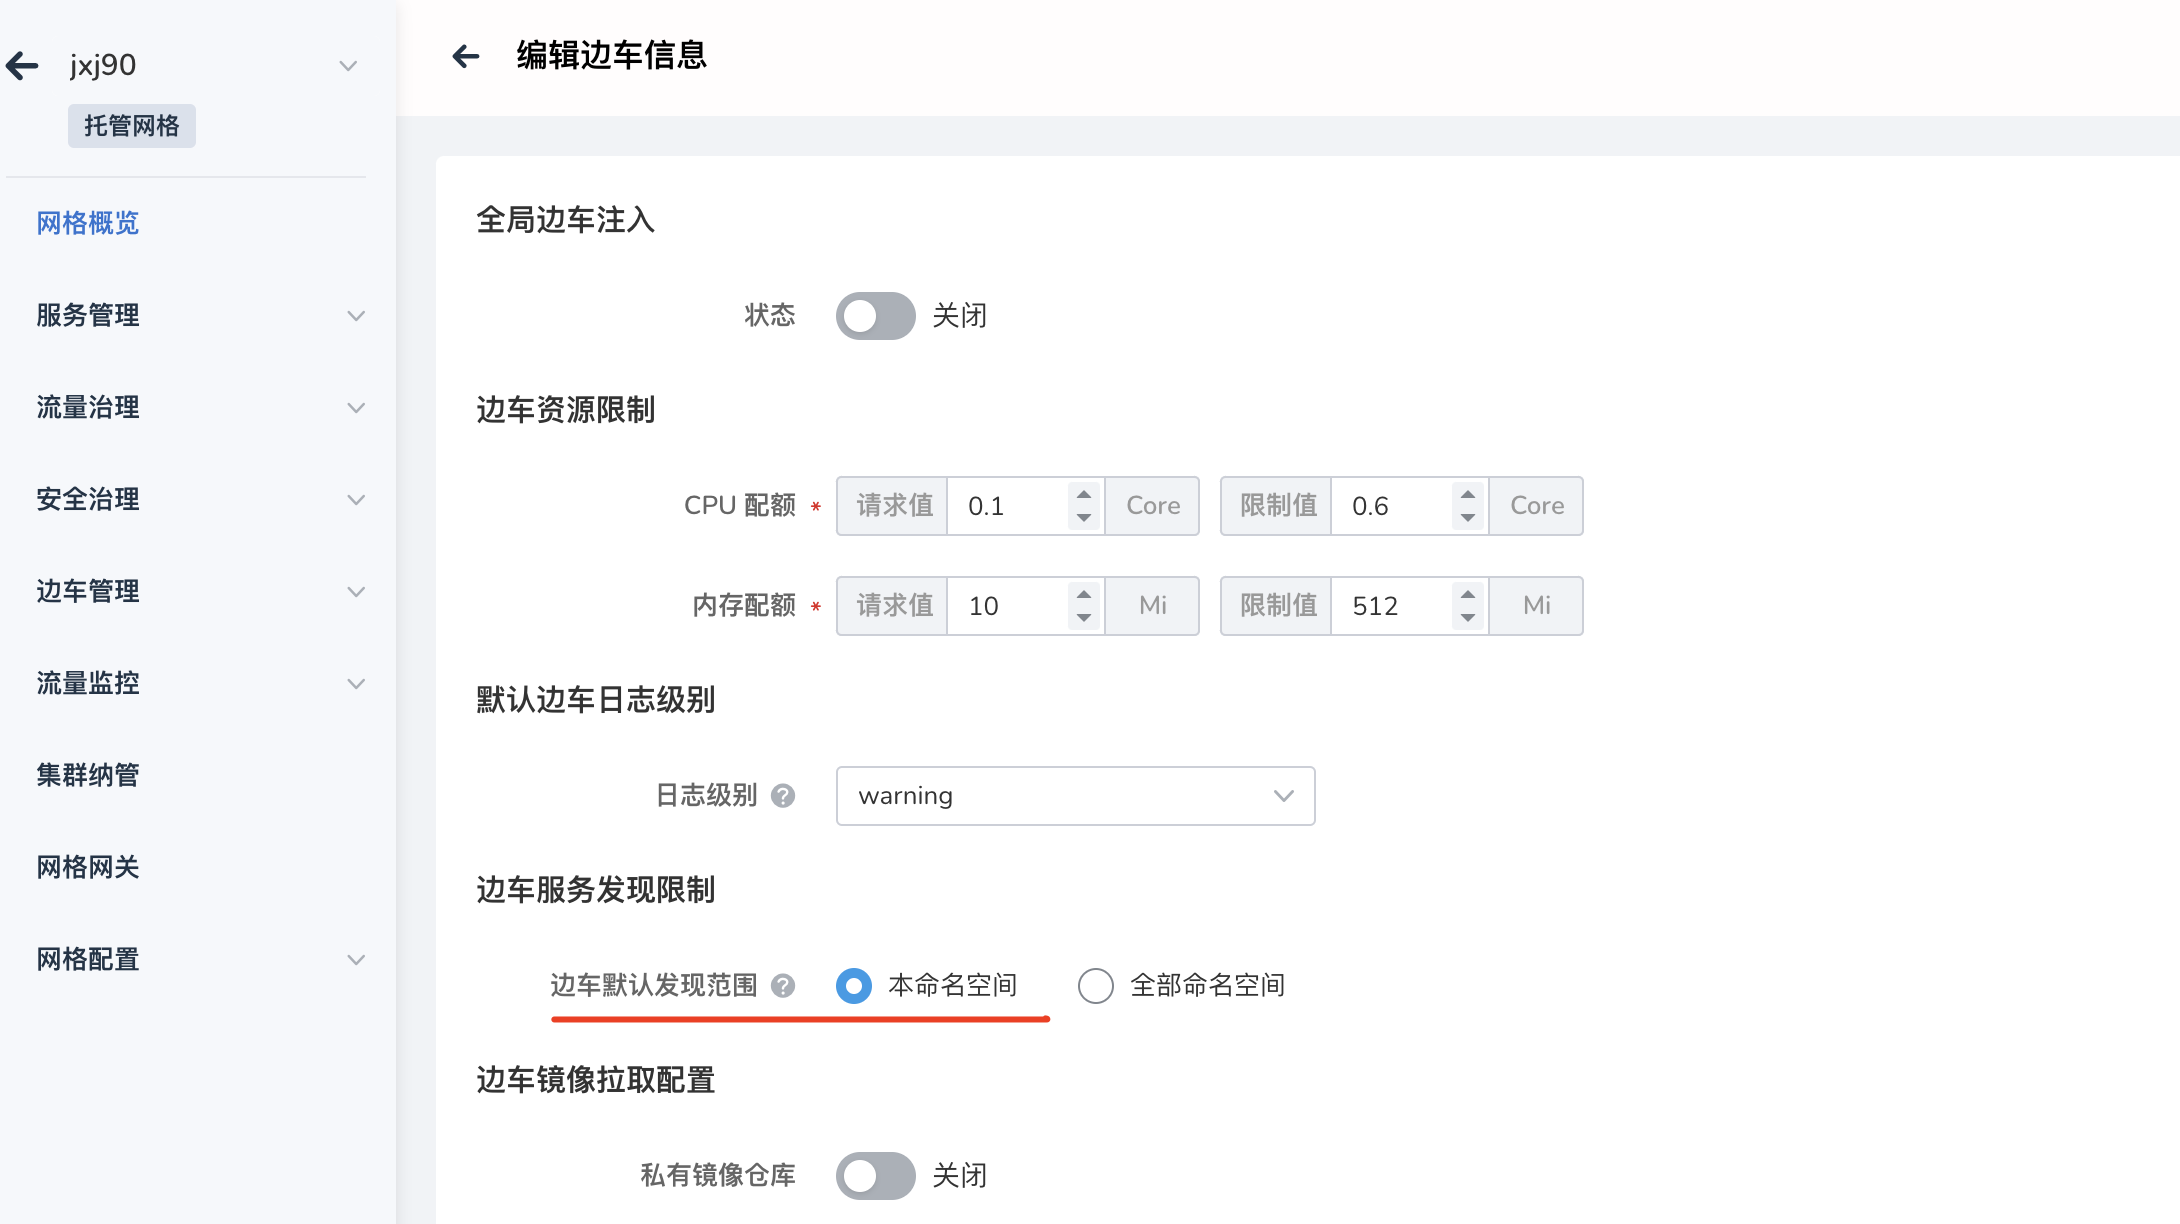 jxj90
托管网格
网格概览
服务管理
流量治理
安全治理
边车管理
流量监控
集群纳管
网格网关
网格配置
编辑边车信息
全局边车注入
状态 关闭
边车资源限制
CPU 配额 * 请求值 0.1 Core 限制值 0.6 Core
内存配额 * 请求值 10 Mi 限制值 512 Mi
默认边车日志级别
日志级别 ? warning
边车服务发现限制
边车默认发现范围 ? 本命名空间 全部命名空间
边车镜像拉取配置
私有镜像仓库 关闭